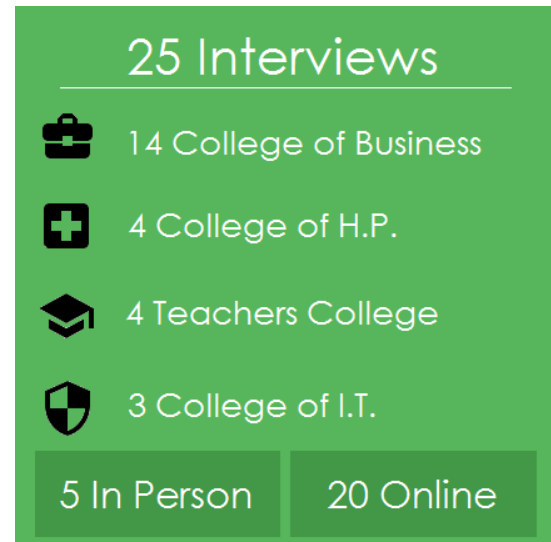 25 Interviews
14 College of Business
4 College of H.P.
4 Teachers College
3 College of I.T.
5 In Person
20 Online